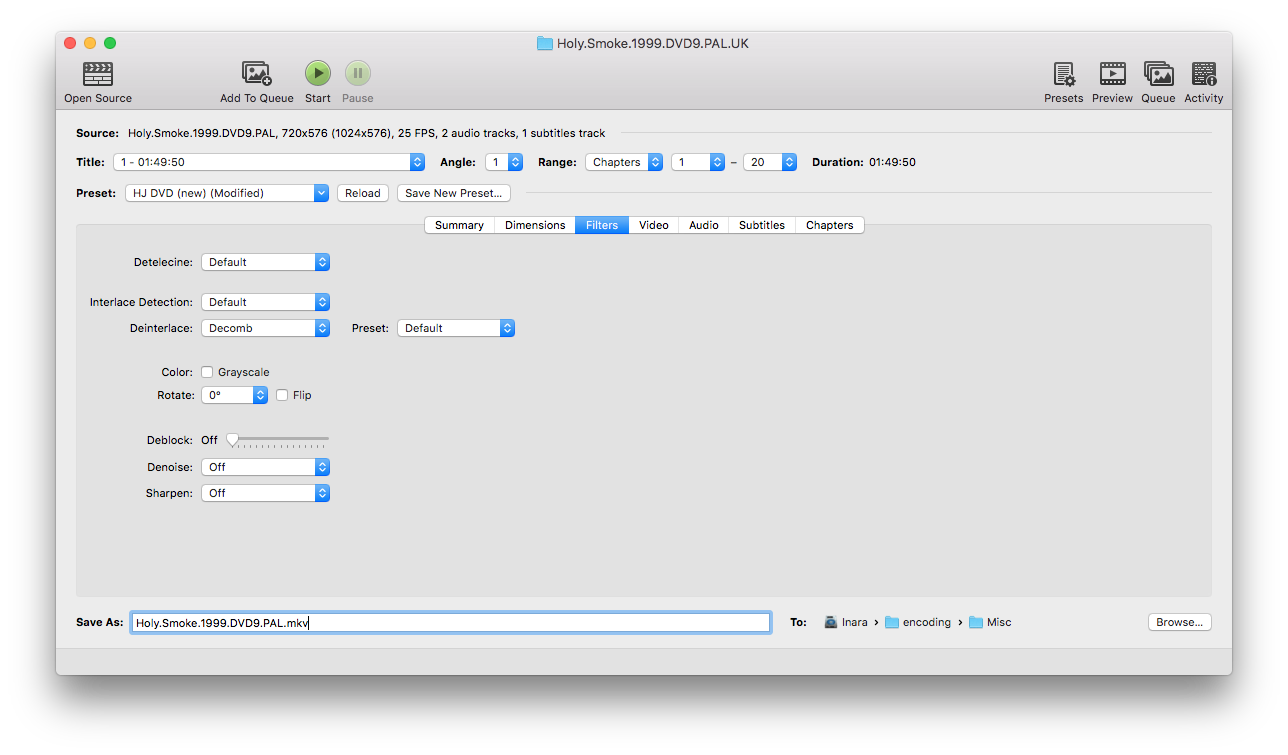 Holy.Smoke.1999.DVD9.PAL.UK
Open Source Add To Queue Start Pause Presets Preview Queue Activity
Source: Holy.Smoke.1999.DVD9.PAL, 720x576 (1024x576), 25 FPS, 2 audio tracks, 1 subtitles track
Title: 1 - 01:49:50 Angle: 1 Range: Chapters 1 – 20 Duration: 01:49:50
Preset: HJ DVD (new) (Modified) Reload Save New Preset...
Summary Dimensions Filters Video Audio Subtitles Chapters
Detelecine: Default
Interlace Detection: Default
Deinterlace: Decomb Preset: Default
Color: Grayscale
Rotate: 0° Flip
Deblock: Off
Denoise: Off
Sharpen: Off
Save As: Holy.Smoke.1999.DVD9.PAL.mkv To: Inara › encoding › Misc Browse...